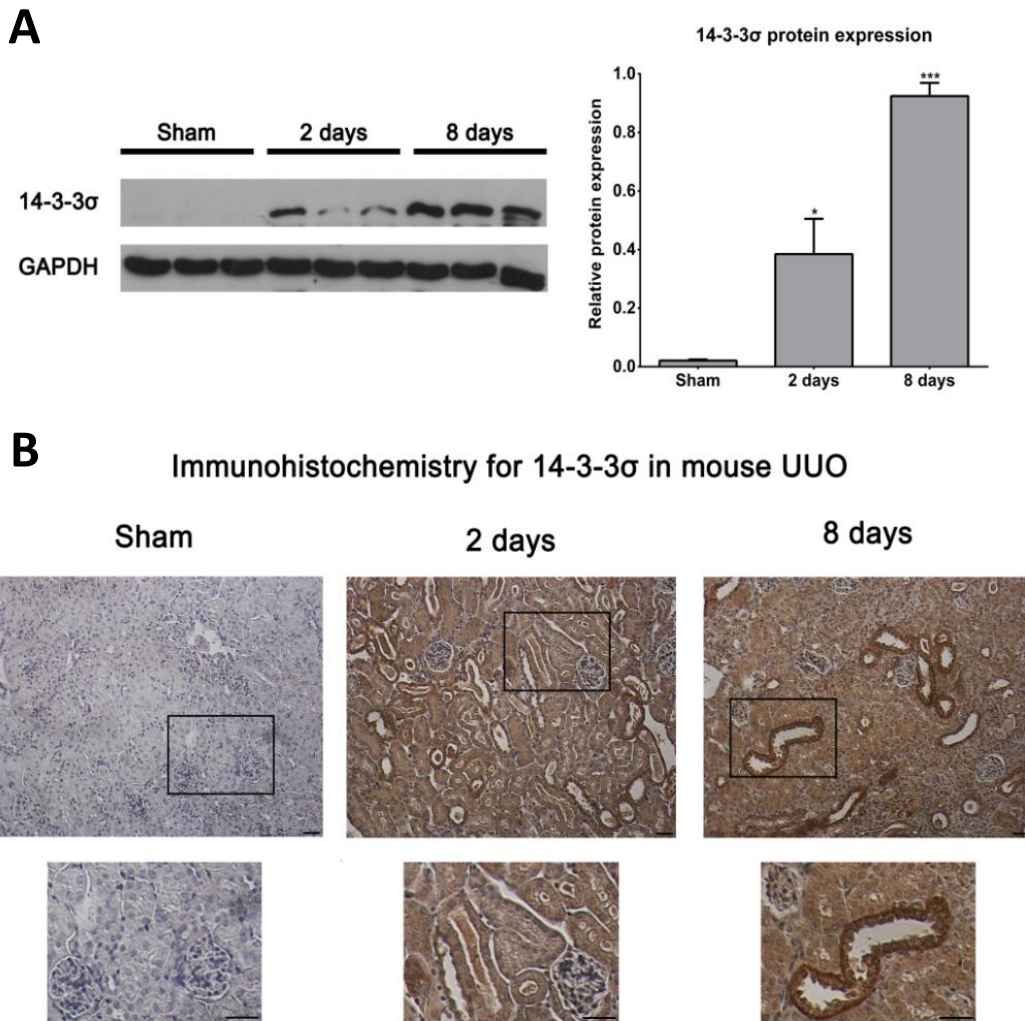 A
14-3-3σ protein expression
Sham 2 days 8 days
14-3-3σ
GAPDH
Relative protein expression
1.0
0.8
0.6
0.4
0.2
0.0
***
*
Sham 2 days 8 days
B
Immunohistochemistry for 14-3-3σ in mouse UUO
Sham 2 days 8 days